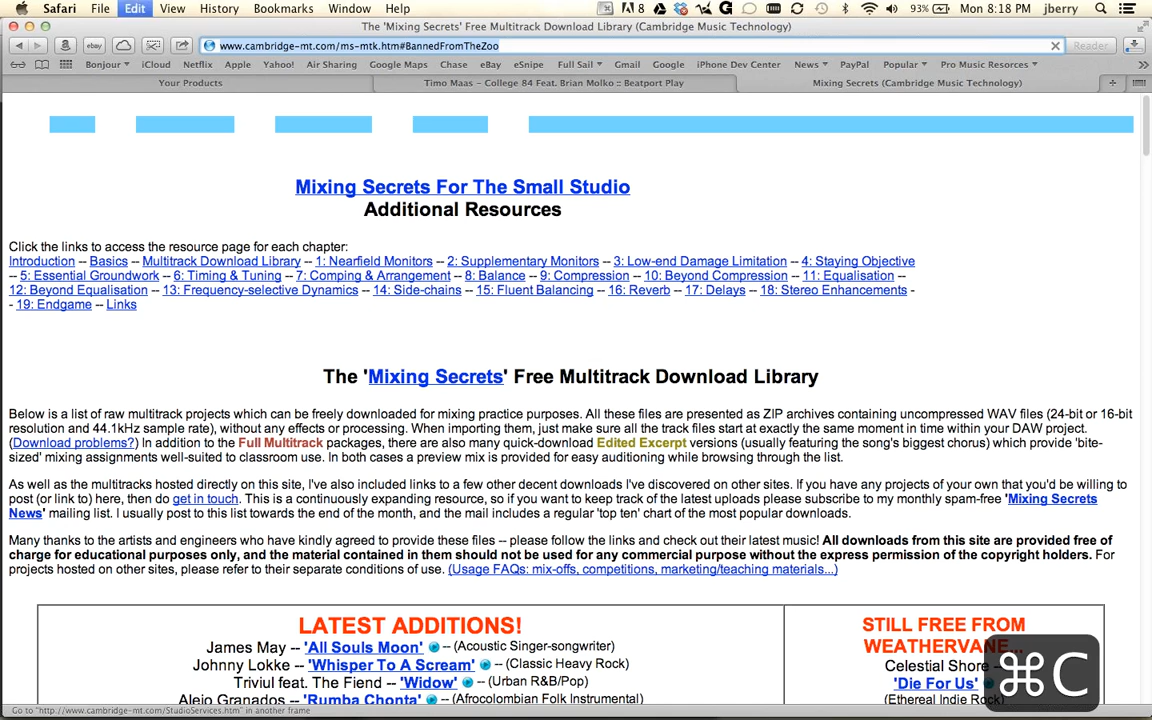 Safari File Edit View History Bookmarks Window Help 8 93% Mon 8:18 PM jberry
The 'Mixing Secrets' Free Multitrack Download Library (Cambridge Music Technology)
ebay www.cambridge-mt.com/ms-mtk.htm#BannedFromTheZoo Reader
Bonjour iCloud Netflix Apple Yahoo! Air Sharing Google Maps Chase eBay eSnipe Full Sail Gmail Google iPhone Dev Center News PayPal Popular Pro Music Resorces
Your Products Timo Maas – College 84 Feat. Brian Molko :: Beatport Play Mixing Secrets (Cambridge Music Technology)
Mixing Secrets For The Small Studio
Additional Resources
Click the links to access the resource page for each chapter:
Introduction -- Basics -- Multitrack Download Library -- 1: Nearfield Monitors -- 2: Supplementary Monitors -- 3: Low-end Damage Limitation -- 4: Staying Objective
-- 5: Essential Groundwork -- 6: Timing & Tuning -- 7: Comping & Arrangement -- 8: Balance -- 9: Compression -- 10: Beyond Compression -- 11: Equalisation --
12: Beyond Equalisation -- 13: Frequency-selective Dynamics -- 14: Side-chains -- 15: Fluent Balancing -- 16: Reverb -- 17: Delays -- 18: Stereo Enhancements -
- 19: Endgame -- Links
The 'Mixing Secrets' Free Multitrack Download Library
Below is a list of raw multitrack projects which can be freely downloaded for mixing practice purposes. All these files are presented as ZIP archives containing uncompressed WAV files (24-bit or 16-bit
resolution and 44.1kHz sample rate), without any effects or processing. When importing them, just make sure all the track files start at exactly the same moment in time within your DAW project.
(Download problems?) In addition to the Full Multitrack packages, there are also many quick-download Edited Excerpt versions (usually featuring the song's biggest chorus) which provide 'bite-
sized' mixing assignments well-suited to classroom use. In both cases a preview mix is provided for easy auditioning while browsing through the list.
As well as the multitracks hosted directly on this site, I've also included links to a few other decent downloads I've discovered on other sites. If you have any projects of your own that you'd be willing to
post (or link to) here, then do get in touch. This is a continuously expanding resource, so if you want to keep track of the latest uploads please subscribe to my monthly spam-free 'Mixing Secrets
News' mailing list. I usually post to this list towards the end of the month, and the mail includes a regular 'top ten' chart of the most popular downloads.
Many thanks to the artists and engineers who have kindly agreed to provide these files -- please follow the links and check out their latest music! All downloads from this site are provided free of
charge for educational purposes only, and the material contained in them should not be used for any commercial purpose without the express permission of the copyright holders. For
projects hosted on other sites, please refer to their separate conditions of use. (Usage FAQs: mix-offs, competitions, marketing/teaching materials...)
LATEST ADDITIONS!
James May -- 'All Souls Moon' -- (Acoustic Singer-songwriter)
Johnny Lokke -- 'Whisper To A Scream' -- (Classic Heavy Rock)
Triviul feat. The Fiend -- 'Widow' -- (Urban R&B/Pop)
Alejo Granados -- 'Rumba Chonta' -- (Afrocolombian Folk Instrumental)
STILL FREE FROM
WEATHERVANE...
Celestial Shore --
'Die For Us'
(Ethereal Indie Rock)
⌘C
Go to "http://www.cambridge-mt.com/StudioServices.htm" in another frame